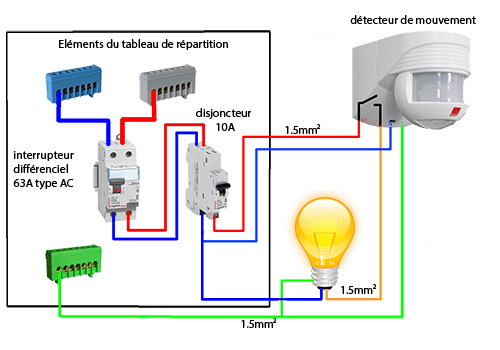 détecteur de mouvement
Eléments du tableau de répartition
disjoncteur
10A
1.5mm²
interrupteur
différenciel
63A type AC
1.5mm²
1.5mm²